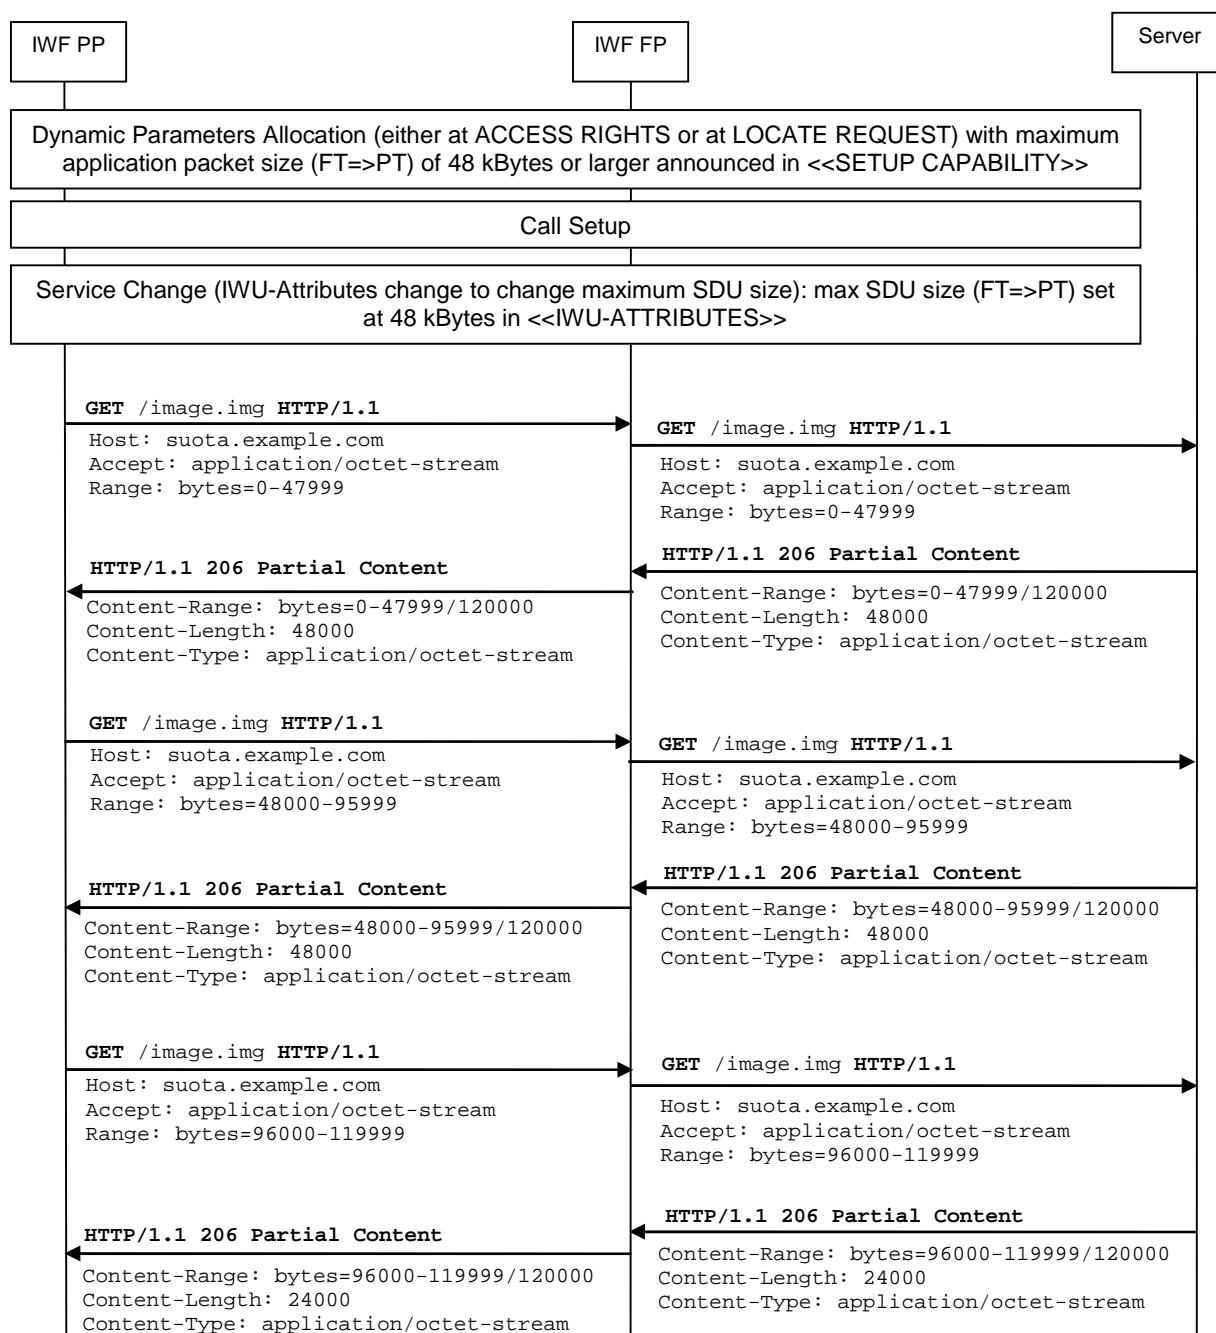 IWF PP
IWF FP
Server
Dynamic Parameters Allocation (either at ACCESS RIGHTS or at LOCATE REQUEST) with maximum
application packet size (FT=>PT) of 48 kBytes or larger announced in <<SETUP CAPABILITY>>
Call Setup
Service Change (IWU-Attributes change to change maximum SDU size): max SDU size (FT=>PT) set
at 48 kBytes in <<IWU-ATTRIBUTES>>
GET /image.img HTTP/1.1
Host: suota.example.com
Accept: application/octet-stream
Range: bytes=0-47999
GET /image.img HTTP/1.1
Host: suota.example.com
Accept: application/octet-stream
Range: bytes=0-47999
HTTP/1.1 206 Partial Content
Content-Range: bytes=0-47999/120000
Content-Length: 48000
Content-Type: application/octet-stream
HTTP/1.1 206 Partial Content
Content-Range: bytes=0-47999/120000
Content-Length: 48000
Content-Type: application/octet-stream
GET /image.img HTTP/1.1
Host: suota.example.com
Accept: application/octet-stream
Range: bytes=48000-95999
GET /image.img HTTP/1.1
Host: suota.example.com
Accept: application/octet-stream
Range: bytes=48000-95999
HTTP/1.1 206 Partial Content
Content-Range: bytes=48000-95999/120000
Content-Length: 48000
Content-Type: application/octet-stream
HTTP/1.1 206 Partial Content
Content-Range: bytes=48000-95999/120000
Content-Length: 48000
Content-Type: application/octet-stream
GET /image.img HTTP/1.1
Host: suota.example.com
Accept: application/octet-stream
Range: bytes=96000-119999
GET /image.img HTTP/1.1
Host: suota.example.com
Accept: application/octet-stream
Range: bytes=96000-119999
HTTP/1.1 206 Partial Content
Content-Range: bytes=96000-119999/120000
Content-Length: 24000
Content-Type: application/octet-stream
HTTP/1.1 206 Partial Content
Content-Range: bytes=96000-119999/120000
Content-Length: 24000
Content-Type: application/octet-stream